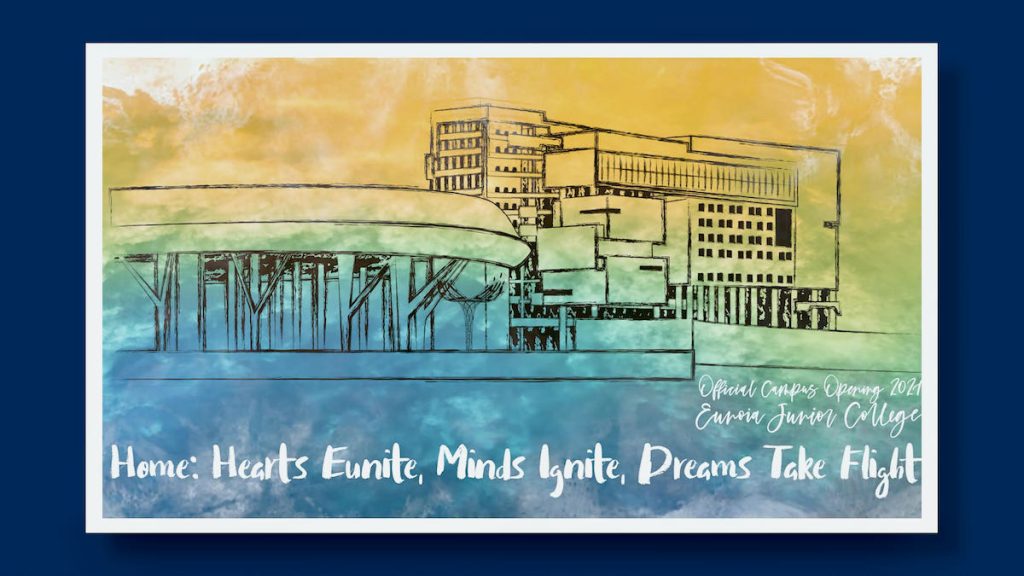 Official Campus Opening 2021
Eunoia Junior College
Home: Hearts Eunite, Minds Ignite, Dreams Take Flight